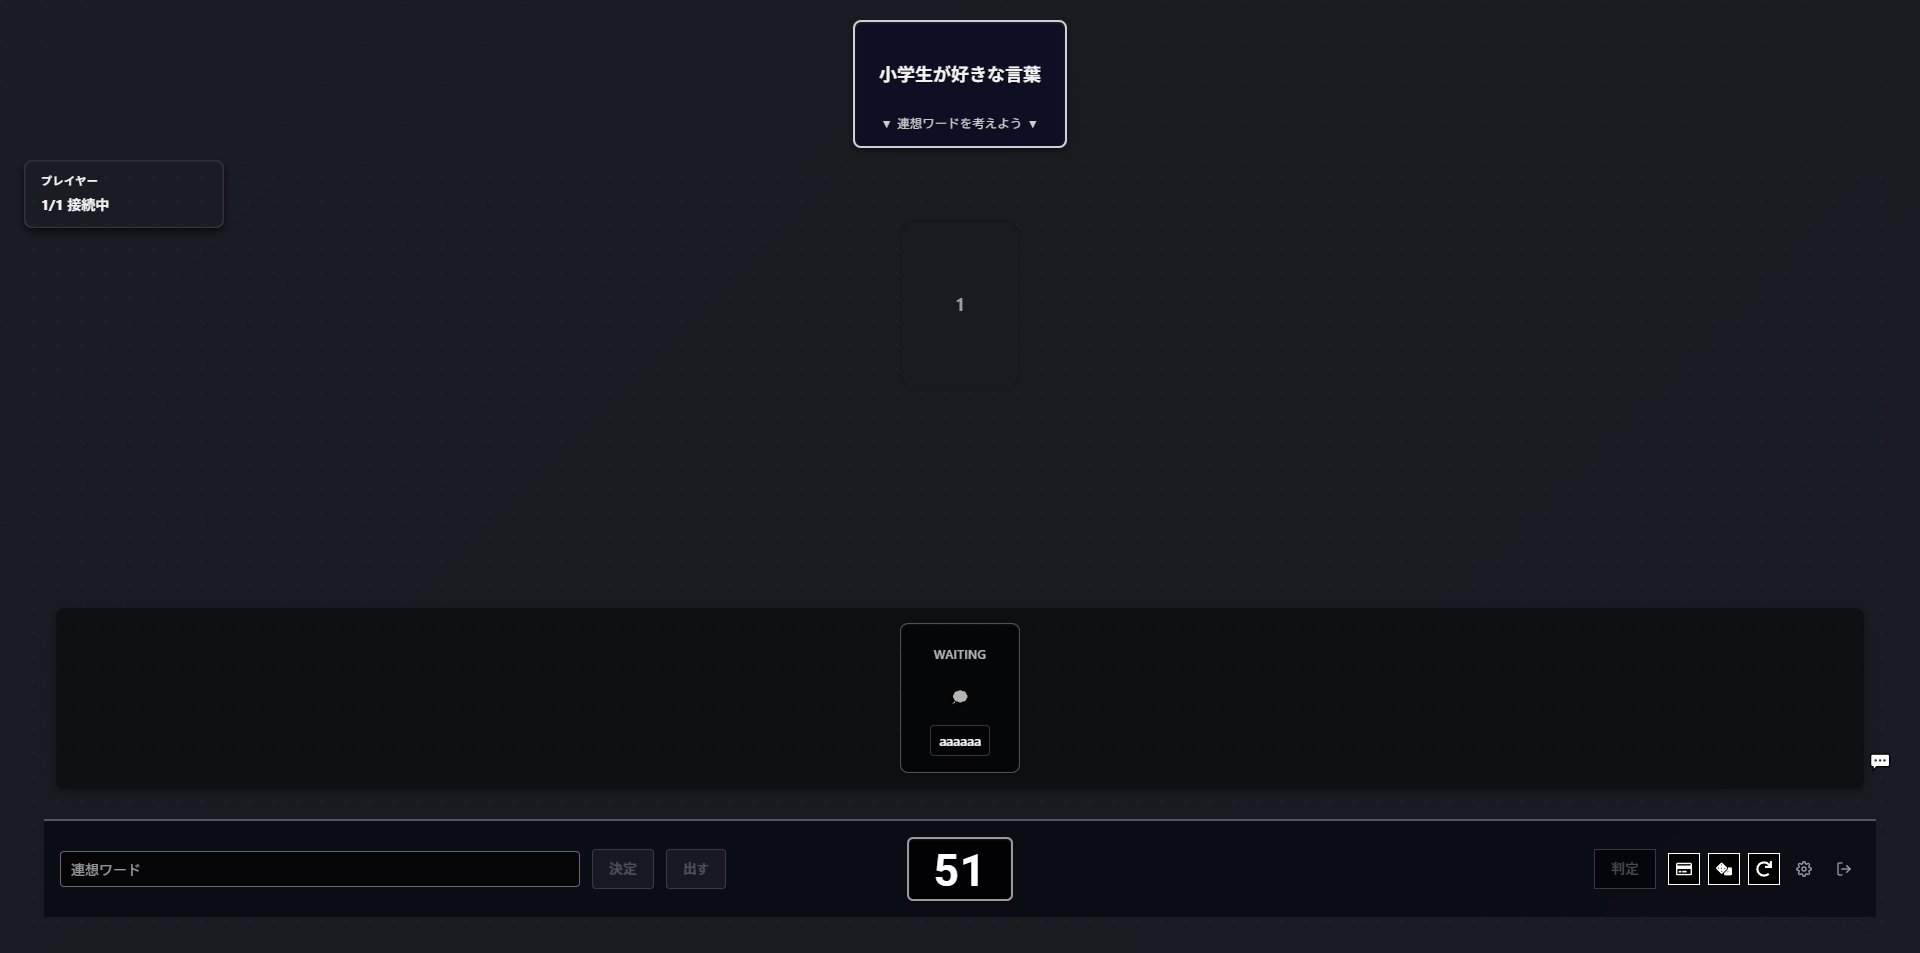 小学生が好きな言葉
▼ 連想ワードを考えよう ▼
プレイヤー
1/1 接続中
1
WAITING
aaaaaa
連想ワード
決定
出す
51
判定